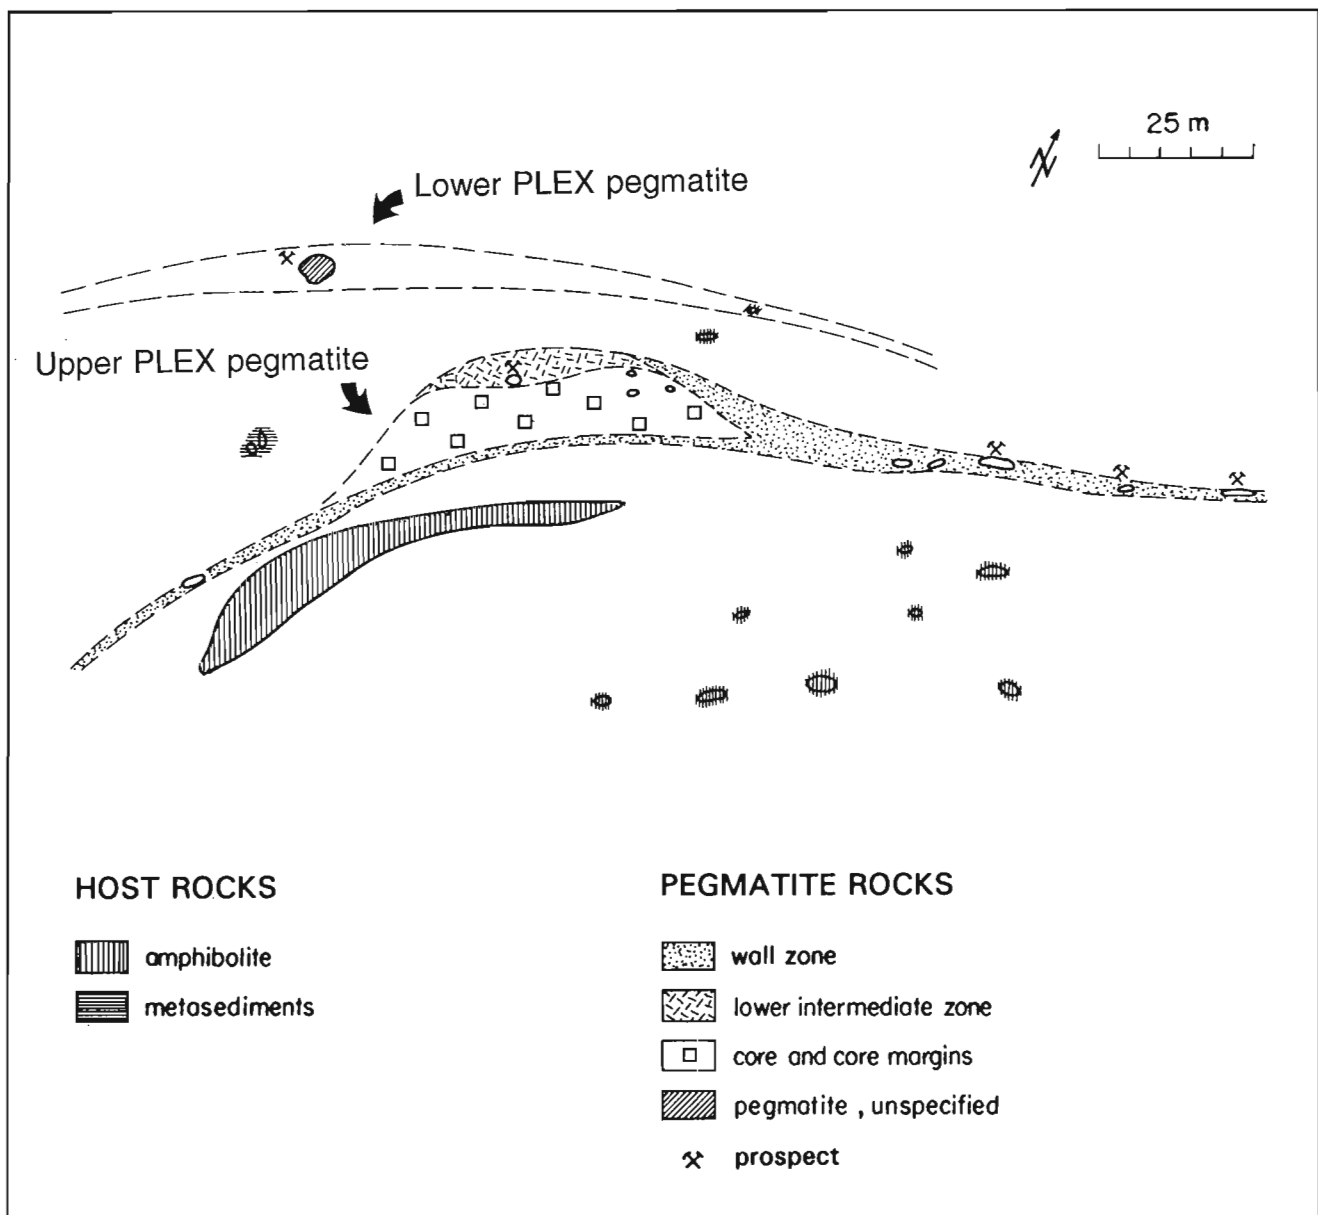 25 m
N
Lower PLEX pegmatite
Upper PLEX pegmatite
HOST ROCKS
amphibolite
metasediments
PEGMATITE ROCKS
wall zone
lower intermediate zone
core and core margins
pegmatite , unspecified
prospect